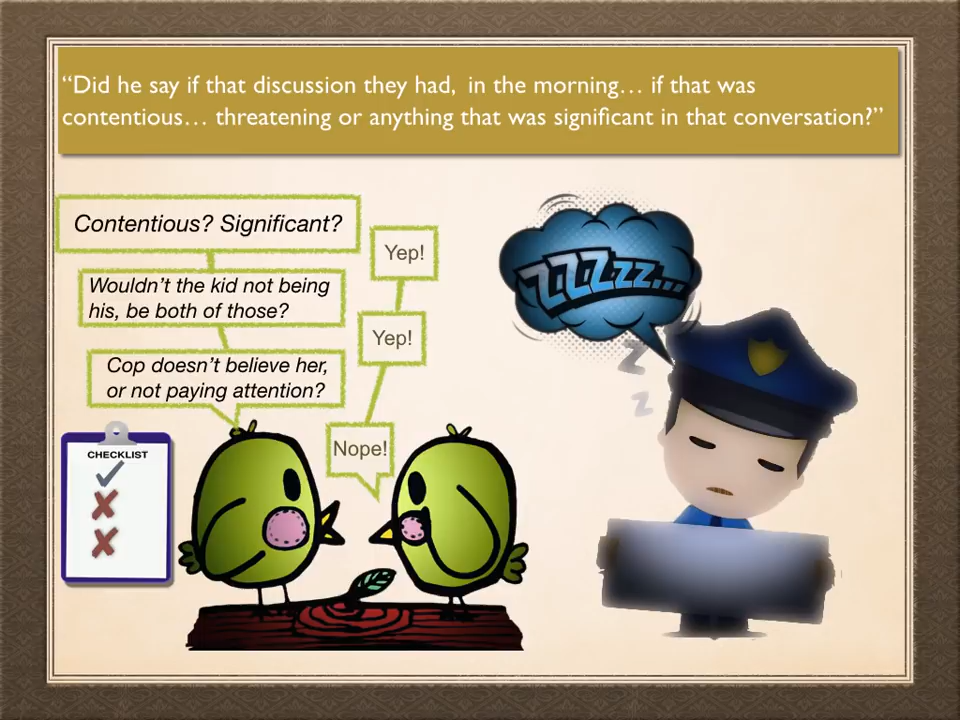 “Did he say if that discussion they had, in the morning… if that was
contentious… threatening or anything that was significant in that conversation?”
Contentious? Significant?
Yep!
Wouldn’t the kid not being
his, be both of those?
Yep!
Cop doesn’t believe her,
or not paying attention?
Nope!
CHECKLIST
ZZZZzz...
z
z